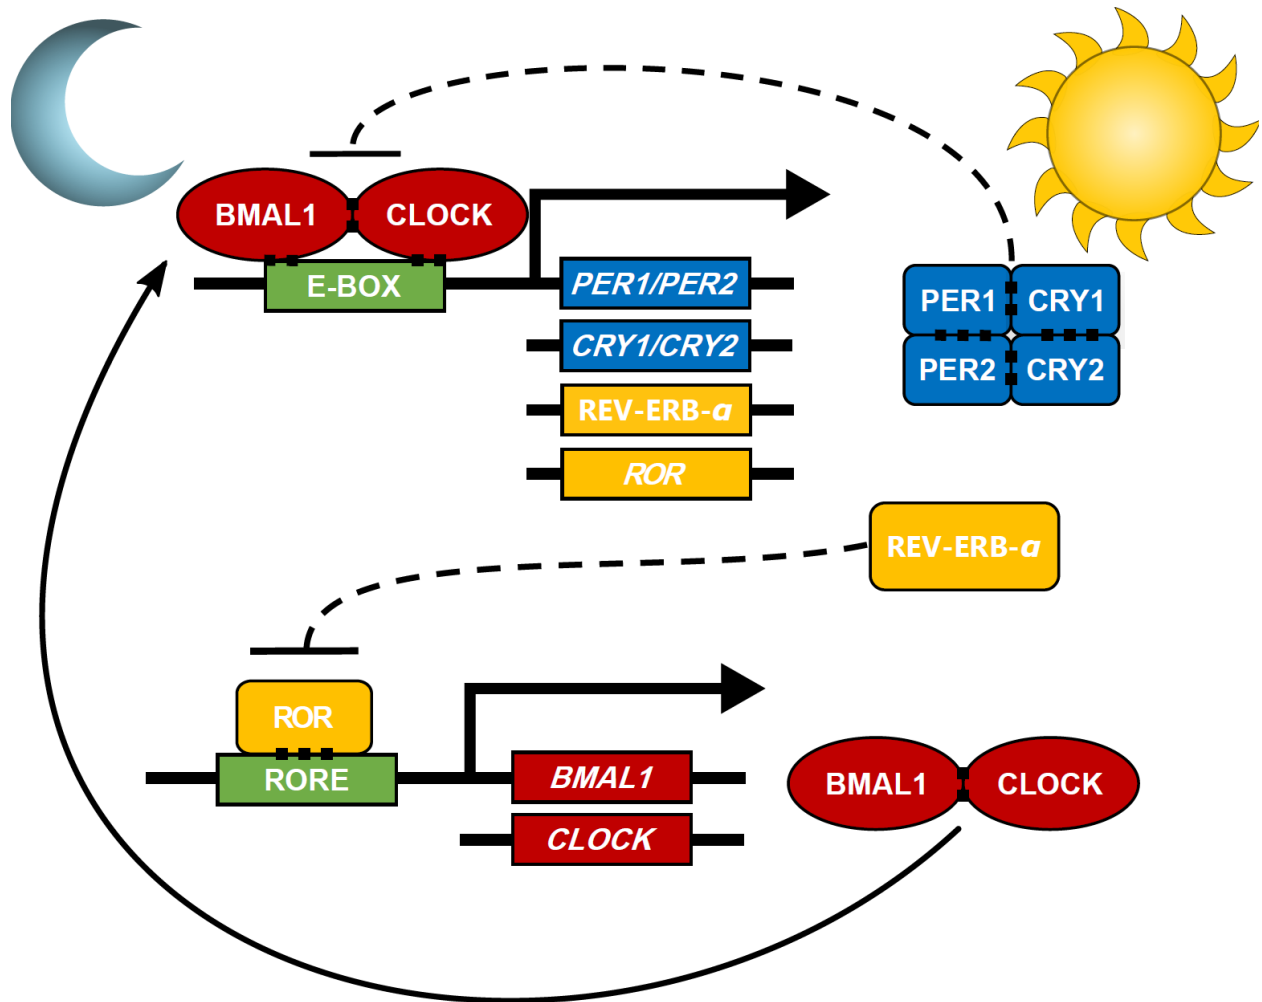 BMAL1 CLOCK
E-BOX
PER1/PER2
CRY1/CRY2
REV-ERB-α
ROR
PER1 CRY1
PER2 CRY2
REV-ERB-α
ROR
RORE
BMAL1
CLOCK
BMAL1 CLOCK